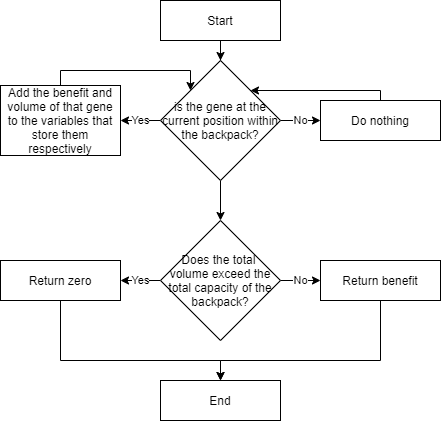 Start
Add the benefit and
volume of that gene
to the variables that
store them
respectively
Yes
is the gene at the
current position within
the backpack?
No
Do nothing
Return zero
Yes
Does the total
volume exceed the
total capacity of the
backpack?
No
Return benefit
End